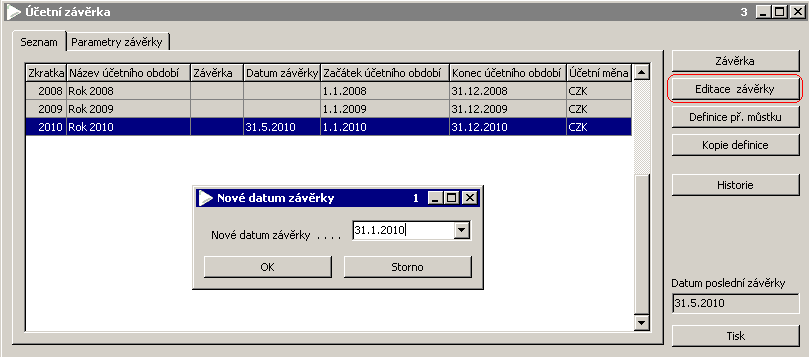 Účetní závěrka 3
Seznam Parametry závěrky
Zkratka Název účetního období Závěrka Datum závěrky Začátek účetního období Konec účetního období Účetní měna
2008 Rok 2008 1.1.2008 31.12.2008 CZK
2009 Rok 2009 1.1.2009 31.12.2009 CZK
2010 Rok 2010 31.5.2010 1.1.2010 31.12.2010 CZK
Nové datum závěrky 1
Nové datum závěrky . . . . 31.1.2010
OK Storno
Závěrka
Editace závěrky
Definice př. můstku
Kopie definice
Historie
Datum poslední závěrky
31.5.2010
Tisk